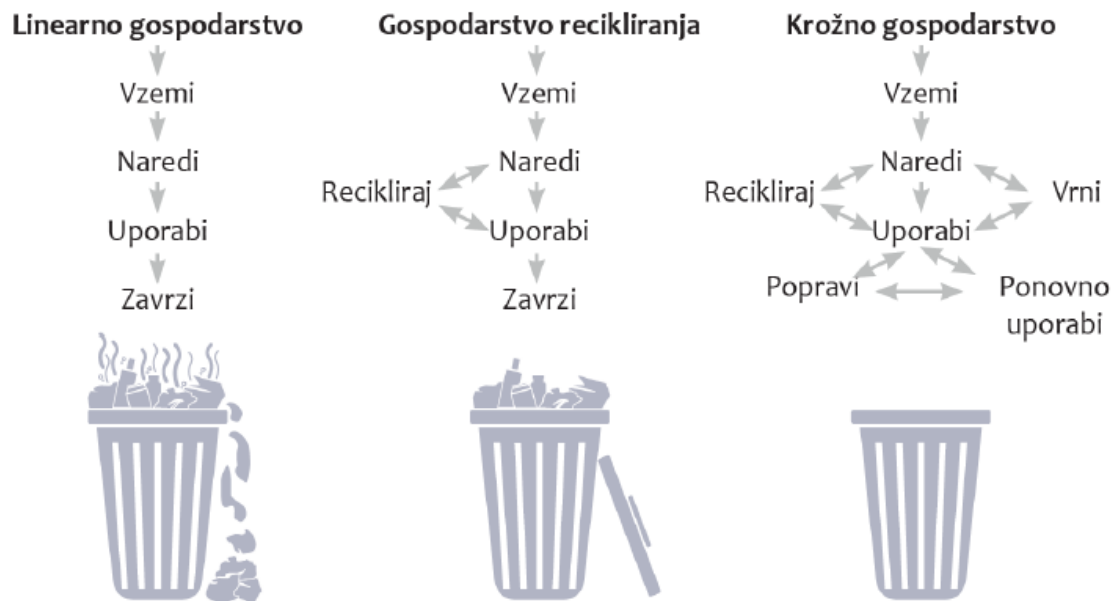 Linearno gospodarstvo
Vzemi
Naredi
Uporabi
Zavrzi
Gospodarstvo recikliranja
Vzemi
Naredi
Recikliraj
Uporabi
Zavrzi
Krožno gospodarstvo
Vzemi
Naredi
Recikliraj
Vrni
Uporabi
Popravi
Ponovno
uporabi